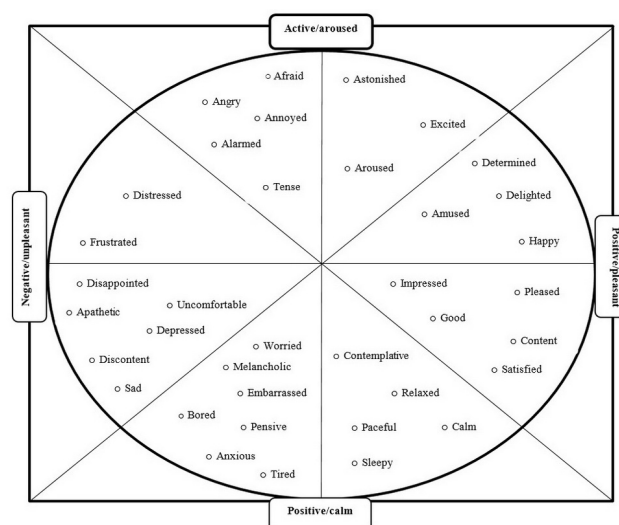 Active/aroused
Afraid
Astonished
Angry
Annoyed
Excited
Alarmed
Determined
Aroused
Tense
Distressed
Delighted
Amused
Frustrated
Happy
Negative/unpleasant
Positive/pleasant
Disappointed
Impressed
Pleased
Uncomfortable
Apathetic
Good
Depressed
Content
Worried
Contemplative
Discontent
Melancholic
Satisfied
Sad
Embarrassed
Relaxed
Bored
Pensive
Paceful
Calm
Anxious
Sleepy
Tired
Positive/calm